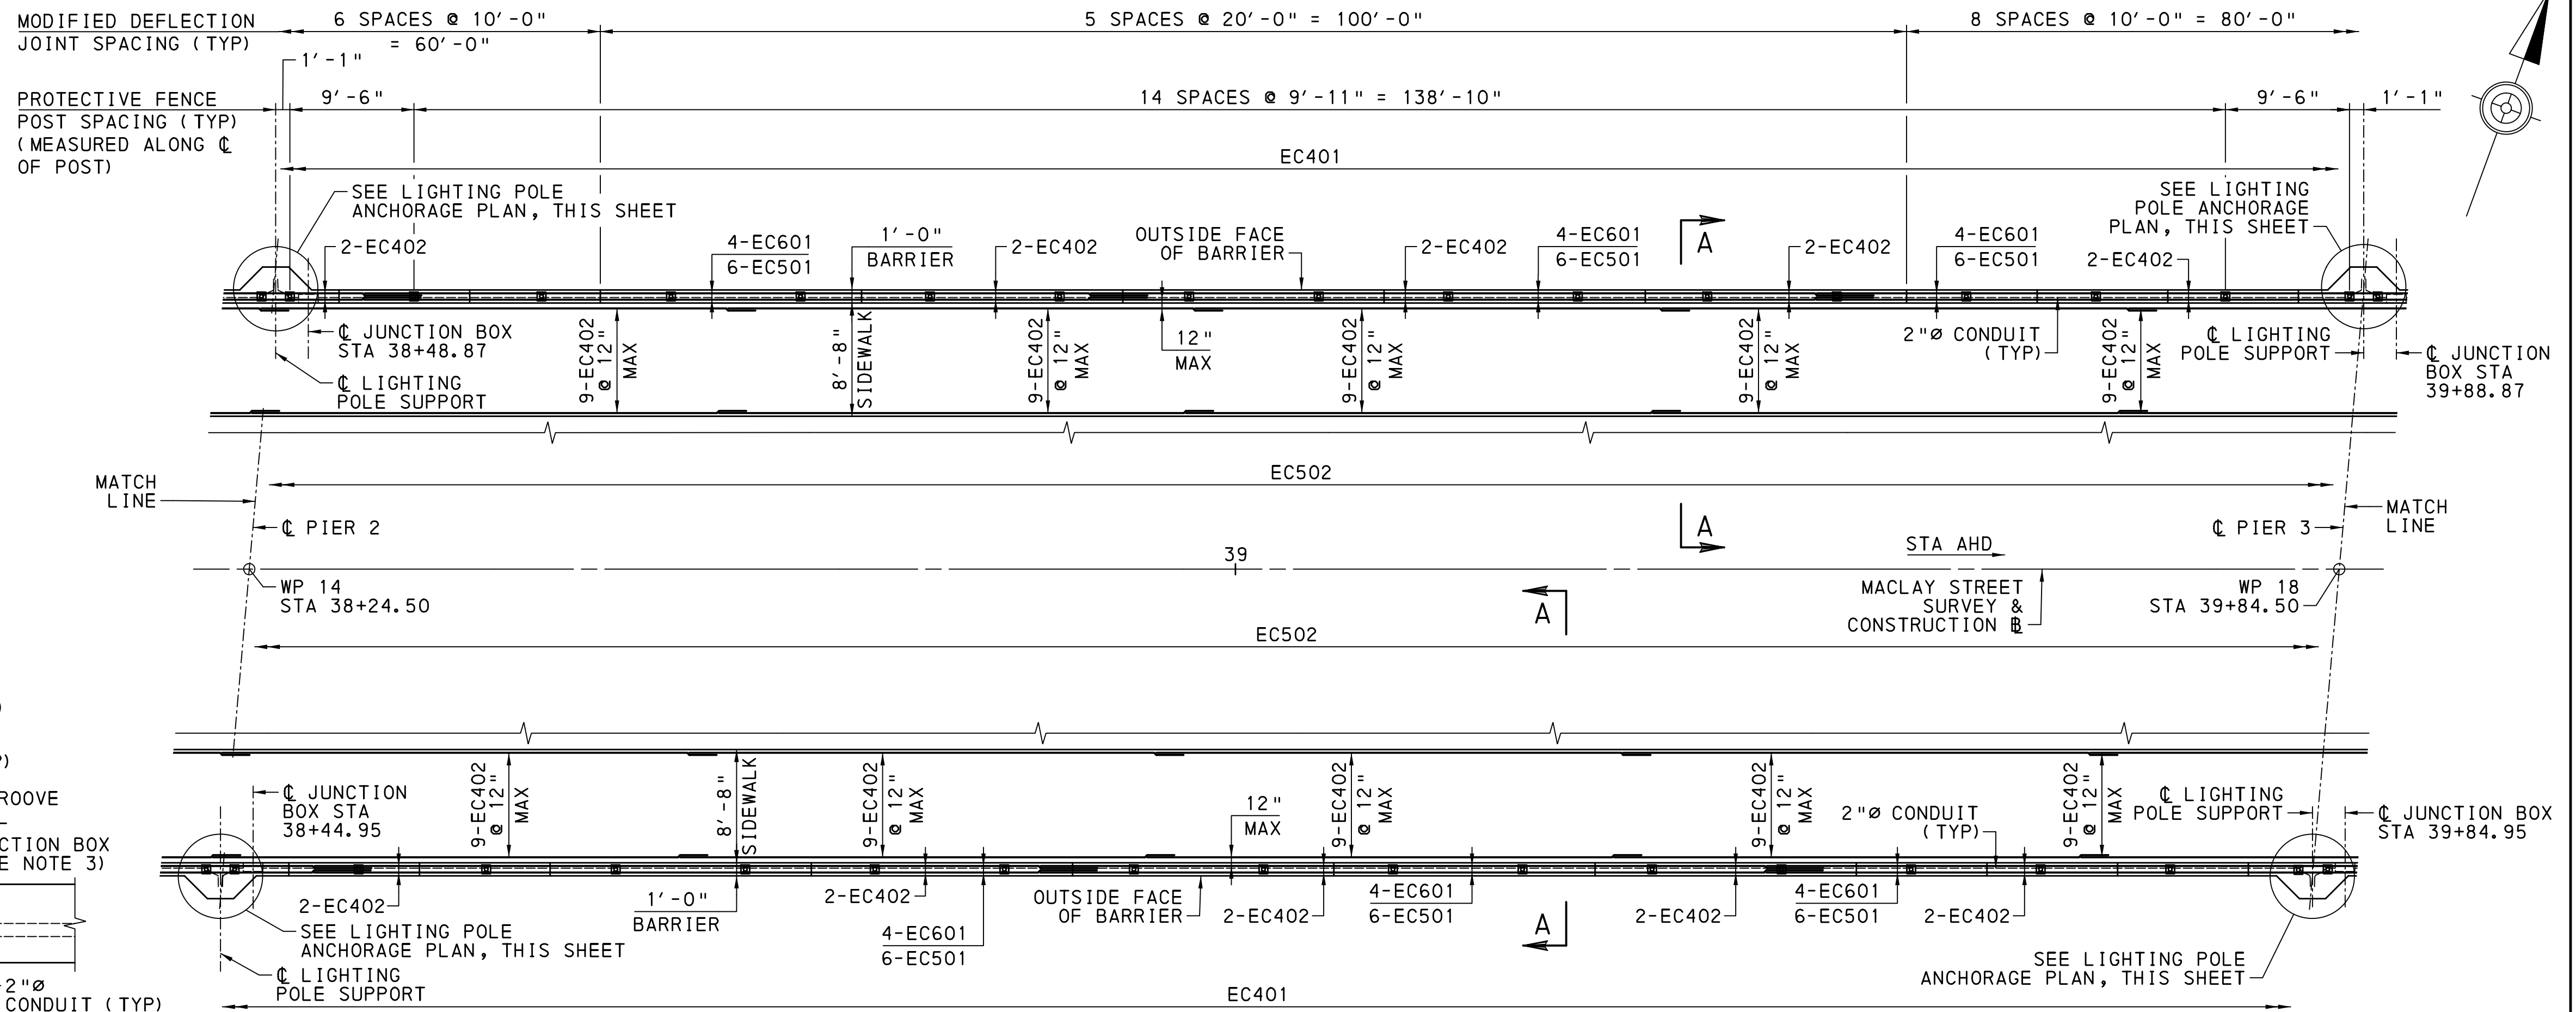 MODIFIED DEFLECTION
JOINT SPACING (TYP)
6 SPACES @ 10'-0"
= 60'-0"
5 SPACES @ 20'-0" = 100'-0"
8 SPACES @ 10'-0" = 80'-0"
1'-1"
PROTECTIVE FENCE
POST SPACING (TYP)
(MEASURED ALONG ℄
OF POST)
9'-6"
14 SPACES @ 9'-11" = 138'-10"
9'-6"
1'-1"
EC401
SEE LIGHTING POLE
ANCHORAGE PLAN, THIS SHEET
SEE LIGHTING
POLE ANCHORAGE
PLAN, THIS SHEET
2-EC402
4-EC601
6-EC501
1'-0"
BARRIER
2-EC402
OUTSIDE FACE
OF BARRIER
2-EC402
4-EC601
6-EC501
A
2-EC402
4-EC601
6-EC501
2-EC402
℄ JUNCTION BOX
STA 38+48.87
℄ LIGHTING
POLE SUPPORT
9-EC402
@ 12"
MAX
8'-8"
SIDEWALK
9-EC402
@ 12"
MAX
12"
MAX
9-EC402
@ 12"
MAX
9-EC402
@ 12"
MAX
2"Ø CONDUIT
(TYP)
9-EC402
@ 12"
MAX
℄ LIGHTING
POLE SUPPORT
℄ JUNCTION
BOX STA
39+88.87
EC502
MATCH
LINE
℄ PIER 2
A
℄ PIER 3
MATCH
LINE
39
STA AHD
WP 14
STA 38+24.50
A
MACLAY STREET
SURVEY &
CONSTRUCTION B̲L
WP 18
STA 39+84.50
EC502
)
P)
ROOVE
CTION BOX
E NOTE 3)
2"Ø
CONDUIT (TYP)
℄ JUNCTION
BOX STA
38+44.95
9-EC402
@ 12"
MAX
8'-8"
SIDEWALK
9-EC402
@ 12"
MAX
12"
MAX
9-EC402
@ 12"
MAX
9-EC402
@ 12"
MAX
2"Ø CONDUIT
(TYP)
9-EC402
@ 12"
MAX
℄ LIGHTING
POLE SUPPORT
℄ JUNCTION BOX
STA 39+84.95
2-EC402
1'-0"
BARRIER
2-EC402
4-EC601
6-EC501
OUTSIDE FACE
OF BARRIER
2-EC402
4-EC601
6-EC501
A
2-EC402
4-EC601
6-EC501
2-EC402
SEE LIGHTING POLE
ANCHORAGE PLAN, THIS SHEET
℄ LIGHTING
POLE SUPPORT
SEE LIGHTING POLE
ANCHORAGE PLAN, THIS SHEET
EC401